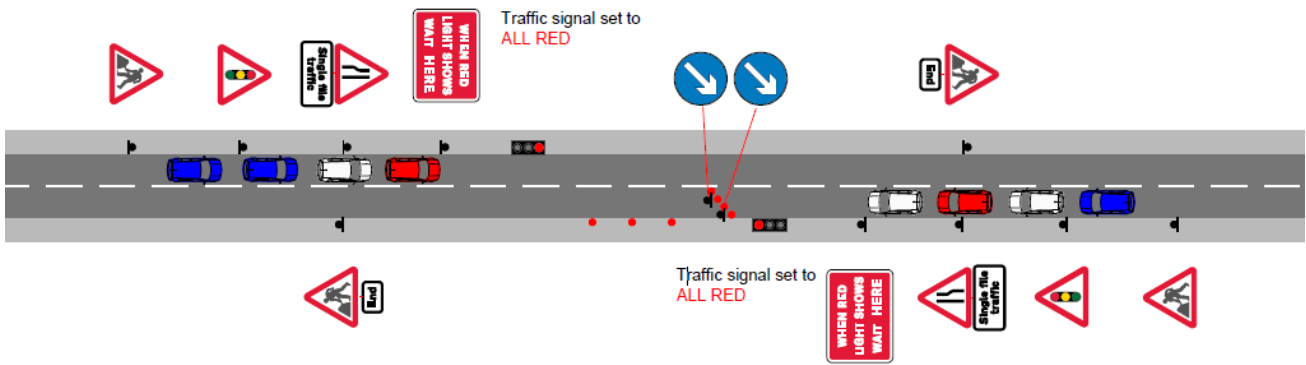 Traffic signal set to
ALL RED
WHEN RED
LIGHT SHOWS
WAIT HERE
Single file
traffic
End
End
Traffic signal set to
ALL RED
WHEN RED
LIGHT SHOWS
WAIT HERE
Single file
traffic